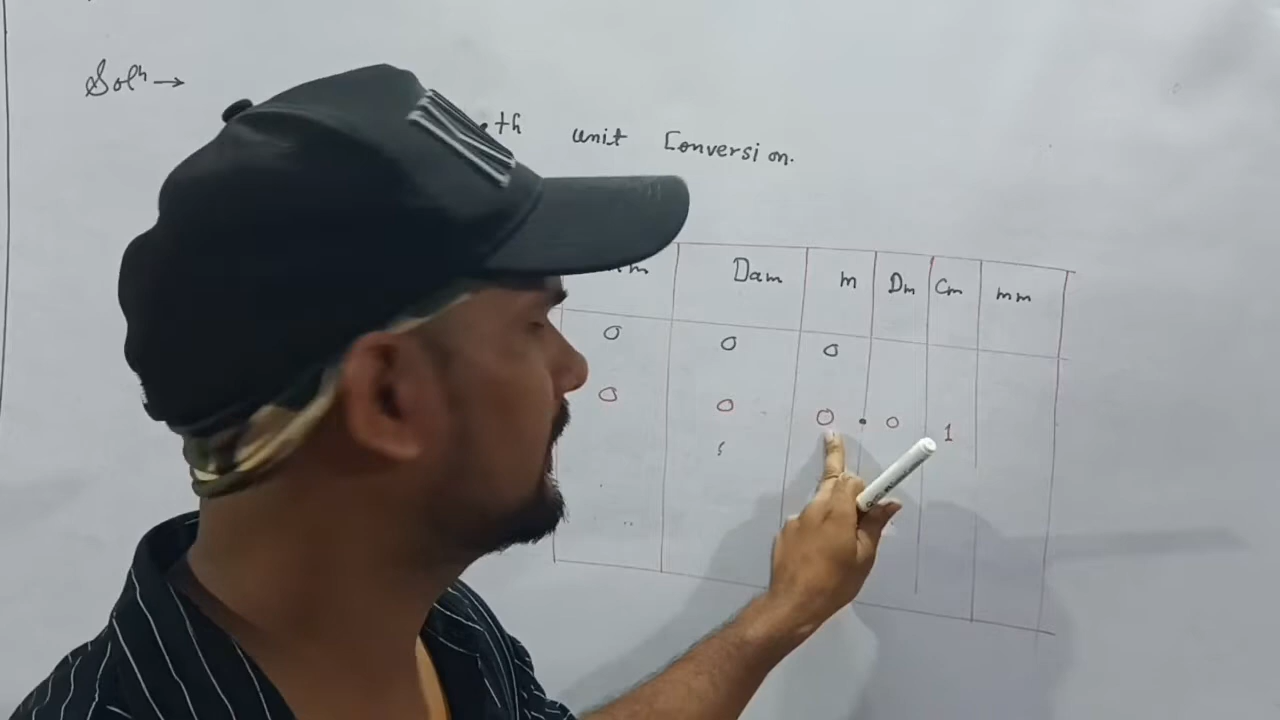 Solⁿ →
unit Conversion.
Dam m Dm Cm mm
0 0 0
0 0 0 . 0 1